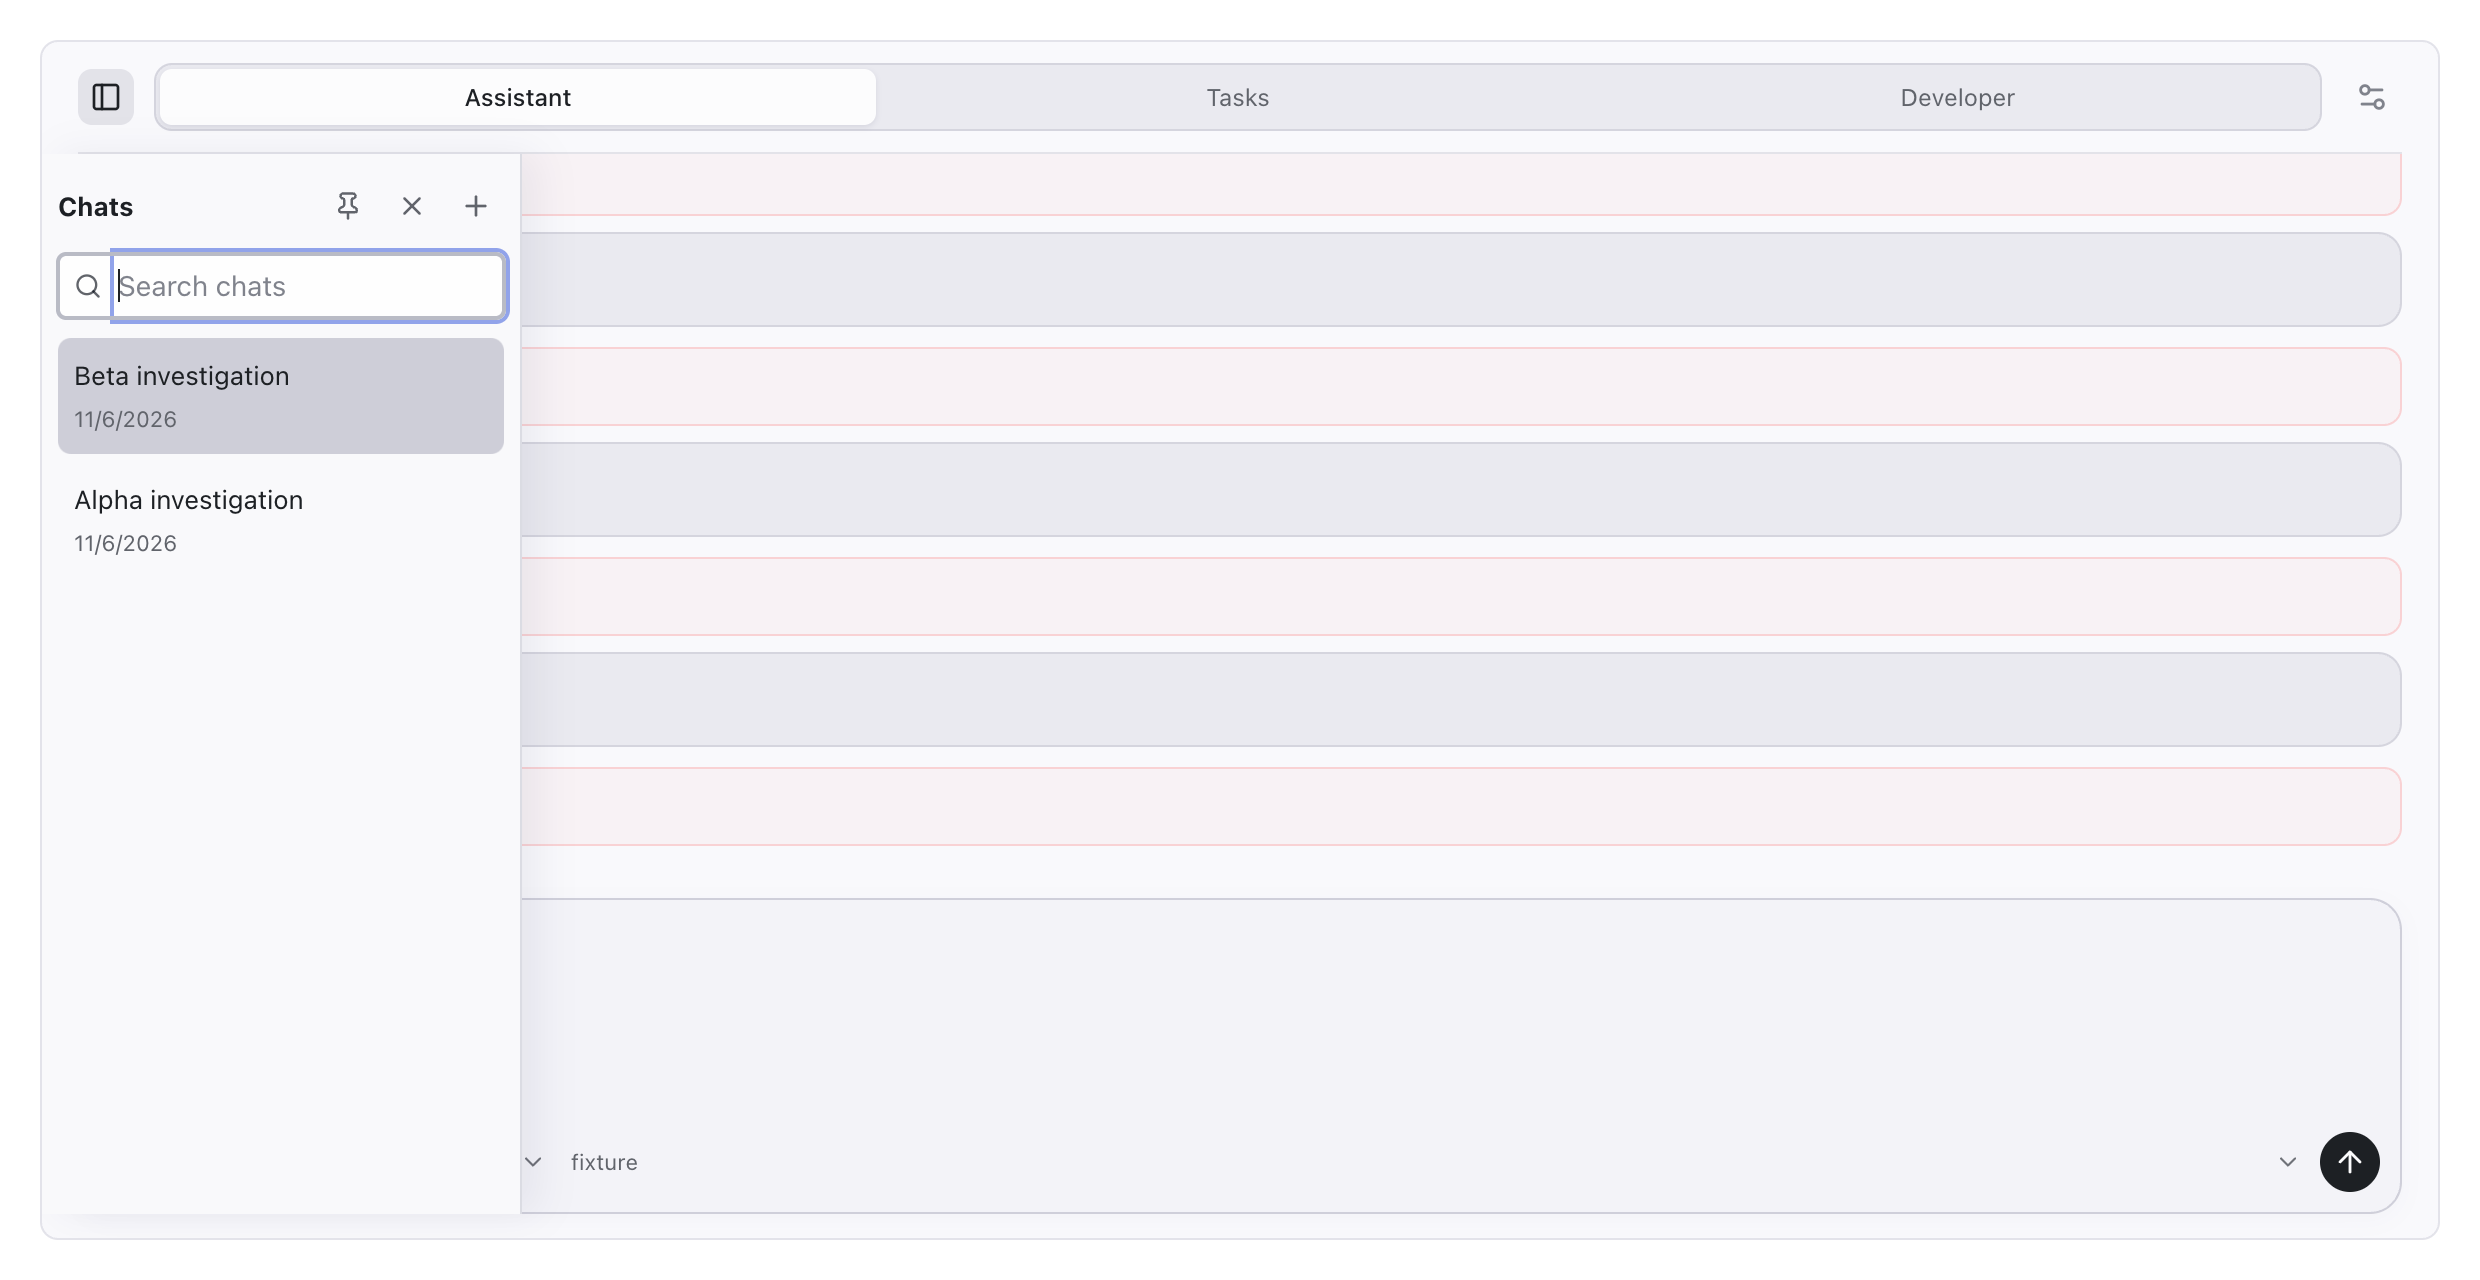 Assistant
Tasks
Developer
Chats
Search chats
Beta investigation
11/6/2026
Alpha investigation
11/6/2026
fixture